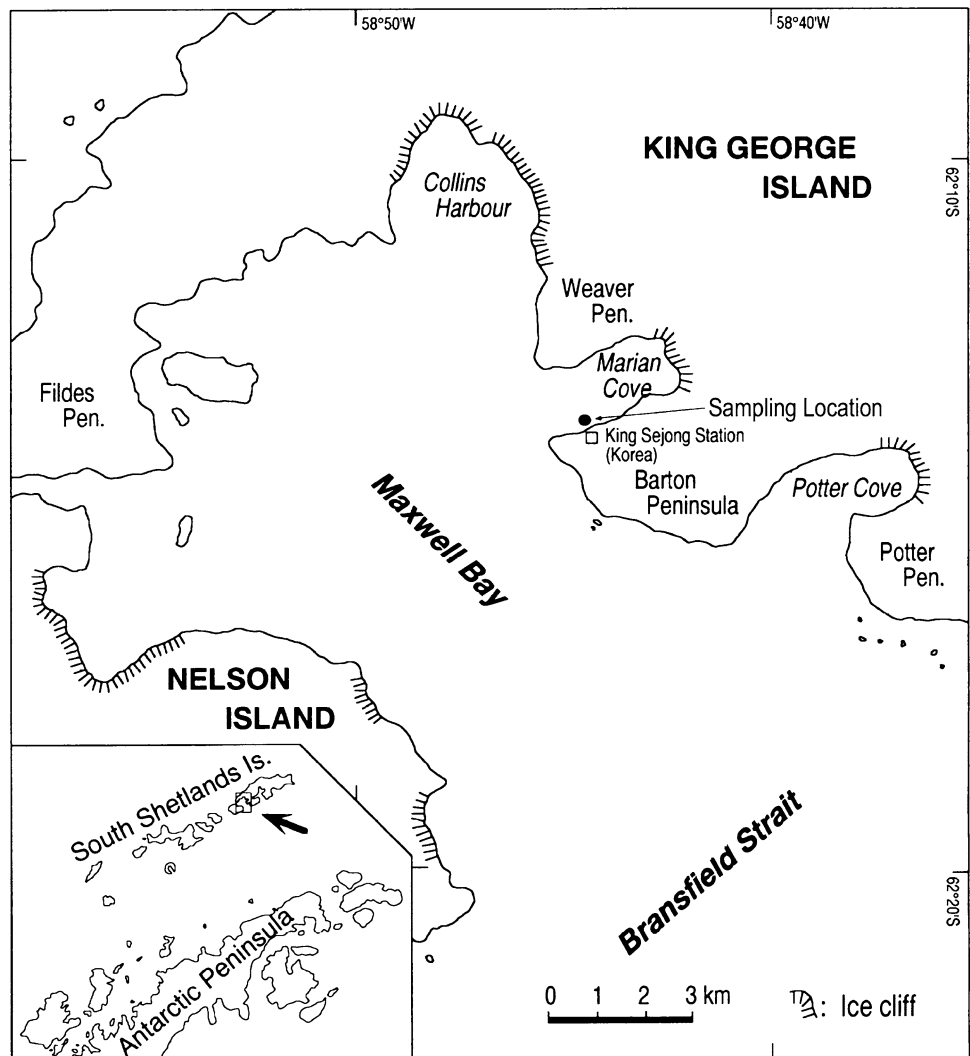 58°50'W
58°40'W
KING GEORGE
ISLAND
62°10'S
Collins
Harbour
Weaver
Pen.
Marian
Cove
Fildes
Pen.
Sampling Location
King Sejong Station
(Korea)
Barton
Peninsula
Potter Cove
Maxwell Bay
Potter
Pen.
NELSON
ISLAND
South Shetlands Is.
Bransfield Strait
62°20'S
Antarctic Peninsula
0 1 2 3 km
: Ice cliff